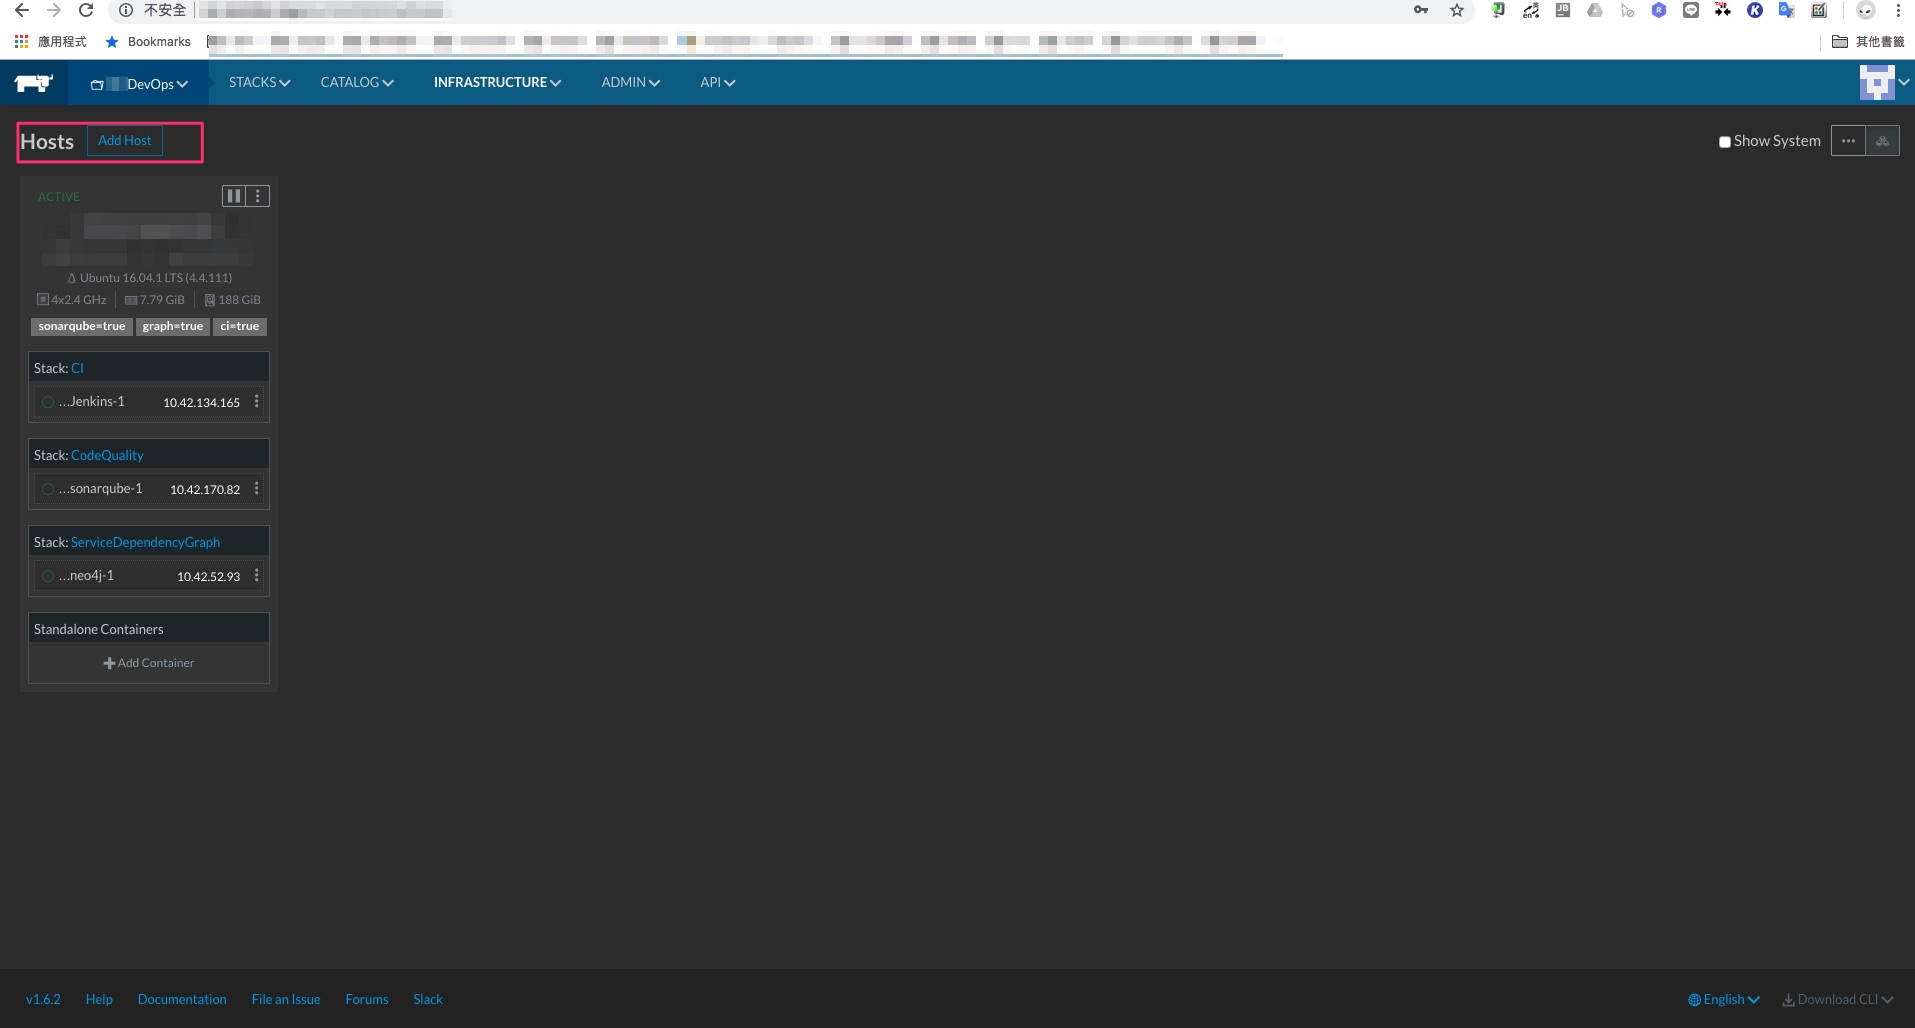 不安全
應用程式 Bookmarks 其他書籤
DevOps STACKS CATALOG INFRASTRUCTURE ADMIN API
Hosts Add Host Show System
ACTIVE
Ubuntu 16.04.1 LTS (4.4.111)
4x2.4 GHz 7.79 GiB 188 GiB
sonarqube=true graph=true ci=true
Stack: CI
...Jenkins-1 10.42.134.165
Stack: CodeQuality
...sonarqube-1 10.42.170.82
Stack: ServiceDependencyGraph
...neo4j-1 10.42.52.93
Standalone Containers
Add Container
v1.6.2 Help Documentation File an Issue Forums Slack English Download CLI